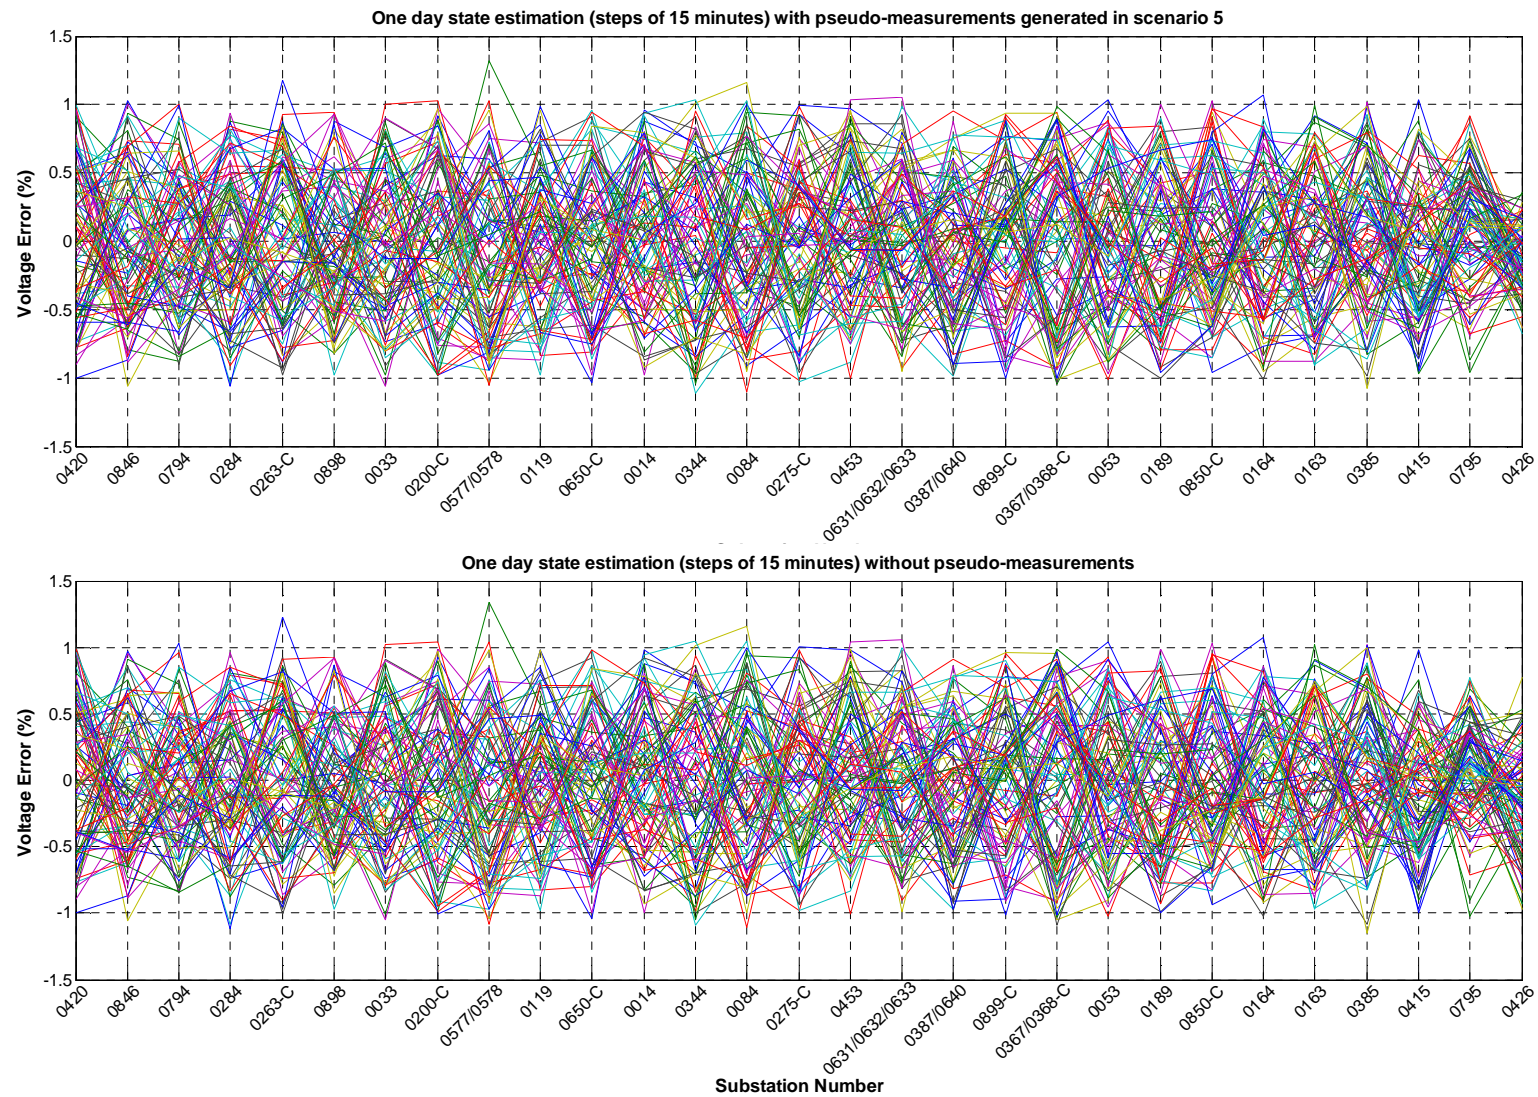 One day state estimation (steps of 15 minutes) with pseudo-measurements generated in scenario 5
1.5
1
0.5
0
-0.5
-1
-1.5
Voltage Error (%)
0420 0846 0794 0284 0263-C 0898 0033 0200-C 0577/0578 0119 0650-C 0014 0344 0084 0275-C 0453 0631/0632/0633 0387/0640 0899-C 0367/0368-C 0053 0189 0850-C 0164 0163 0385 0415 0795 0426
One day state estimation (steps of 15 minutes) without pseudo-measurements
1.5
1
0.5
0
-0.5
-1
-1.5
Voltage Error (%)
0420 0846 0794 0284 0263-C 0898 0033 0200-C 0577/0578 0119 0650-C 0014 0344 0084 0275-C 0453 0631/0632/0633 0387/0640 0899-C 0367/0368-C 0053 0189 0850-C 0164 0163 0385 0415 0795 0426
Substation Number